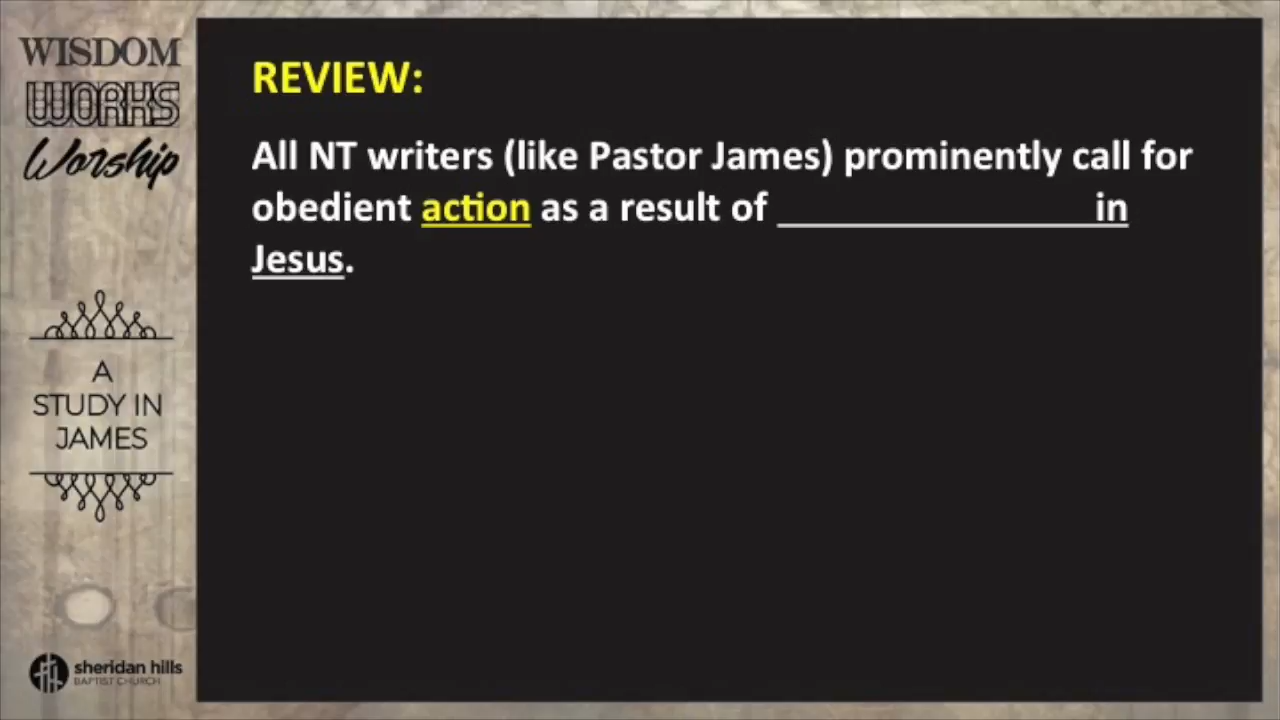 WISDOM
WORKS
Worship
A
STUDY IN
JAMES
sheridan hills
BAPTIST CHURCH
REVIEW:
All NT writers (like Pastor James) prominently call for
obedient action as a result of ________________ in
Jesus.